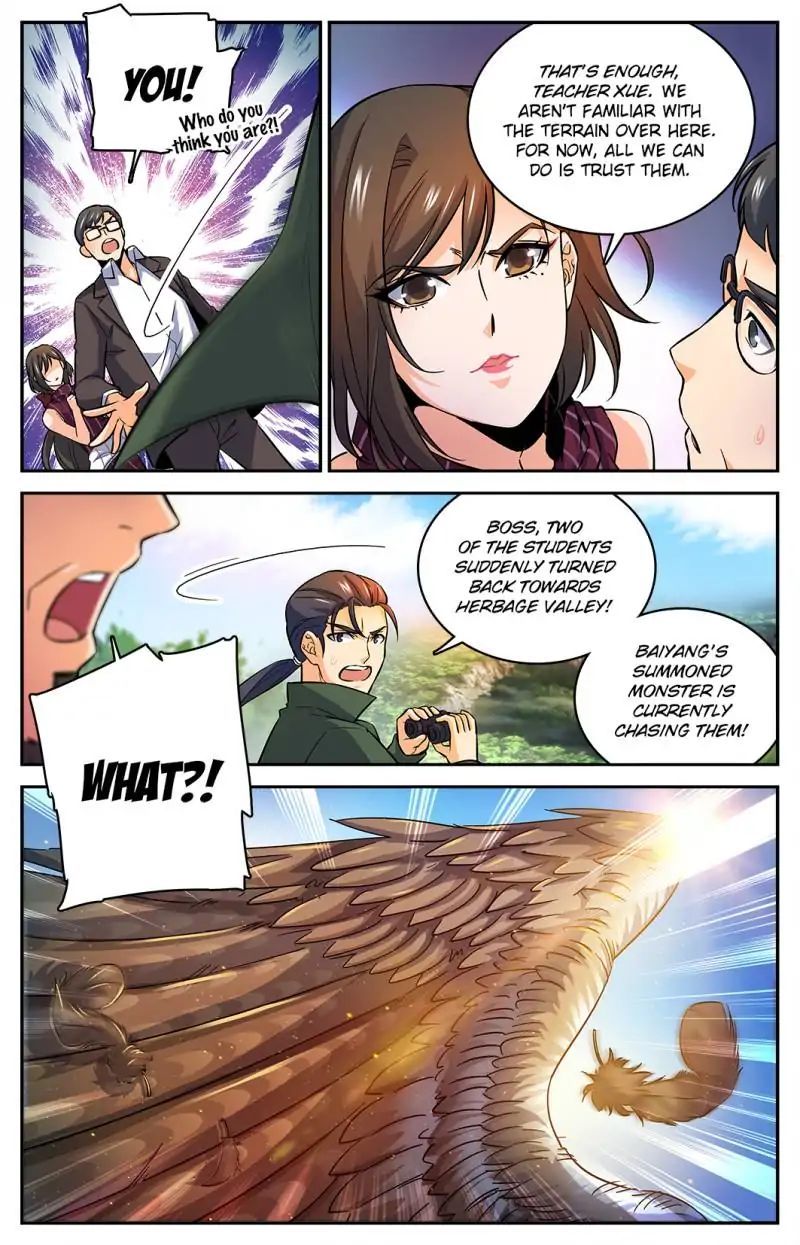 YOU!
Who do you
think you are?!
THAT'S ENOUGH,
TEACHER XUE. WE
AREN'T FAMILIAR WITH
THE TERRAIN OVER HERE.
FOR NOW, ALL WE CAN
DO IS TRUST THEM.
BOSS, TWO
OF THE STUDENTS
SUDDENLY TURNED
BACK TOWARDS
HERBAGE VALLEY!
BAIYANG'S
SUMMONED
MONSTER IS
CURRENTLY
CHASING THEM!
WHAT?!